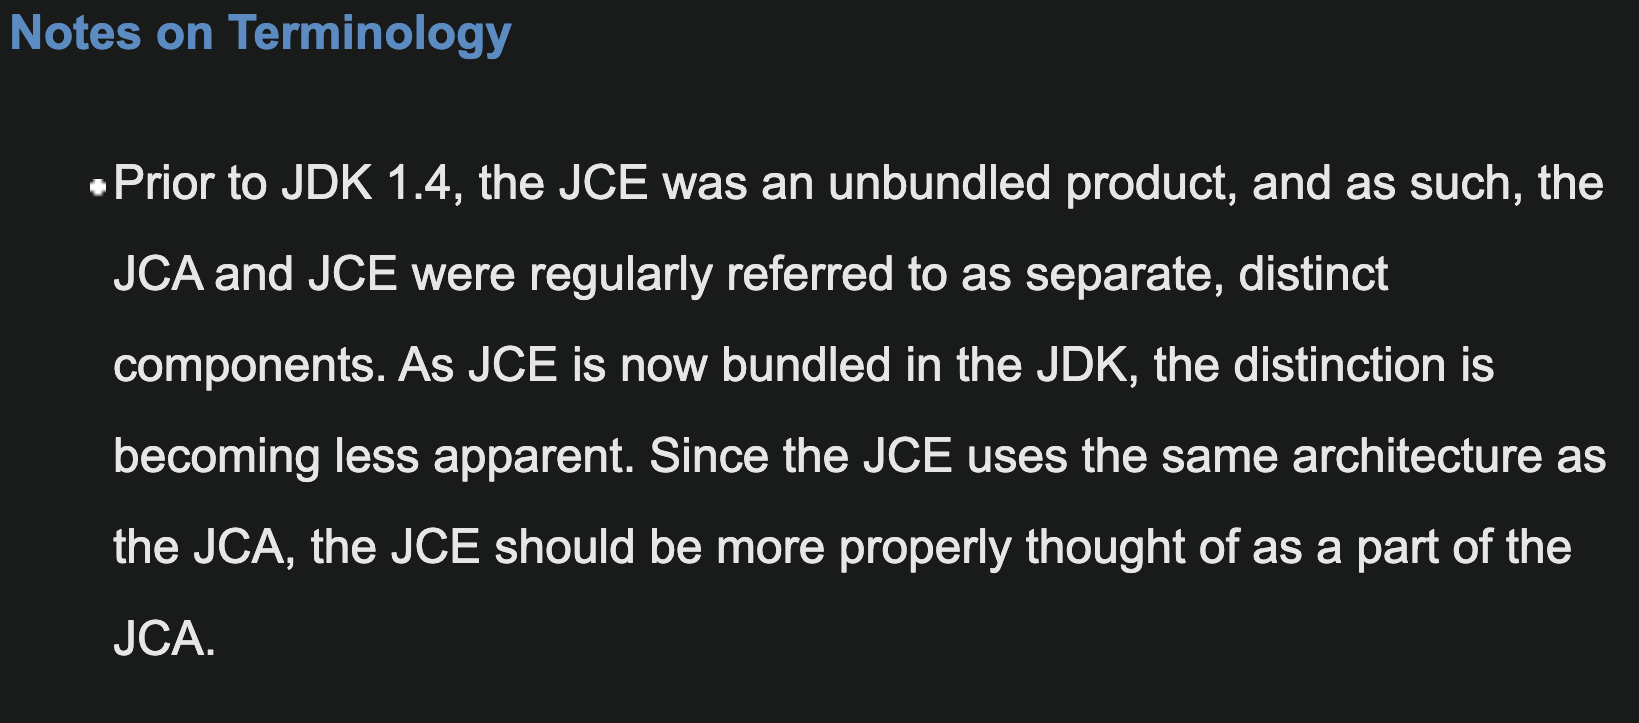 Notes on Terminology
Prior to JDK 1.4, the JCE was an unbundled product, and as such, the
JCA and JCE were regularly referred to as separate, distinct
components. As JCE is now bundled in the JDK, the distinction is
becoming less apparent. Since the JCE uses the same architecture as
the JCA, the JCE should be more properly thought of as a part of the
JCA.